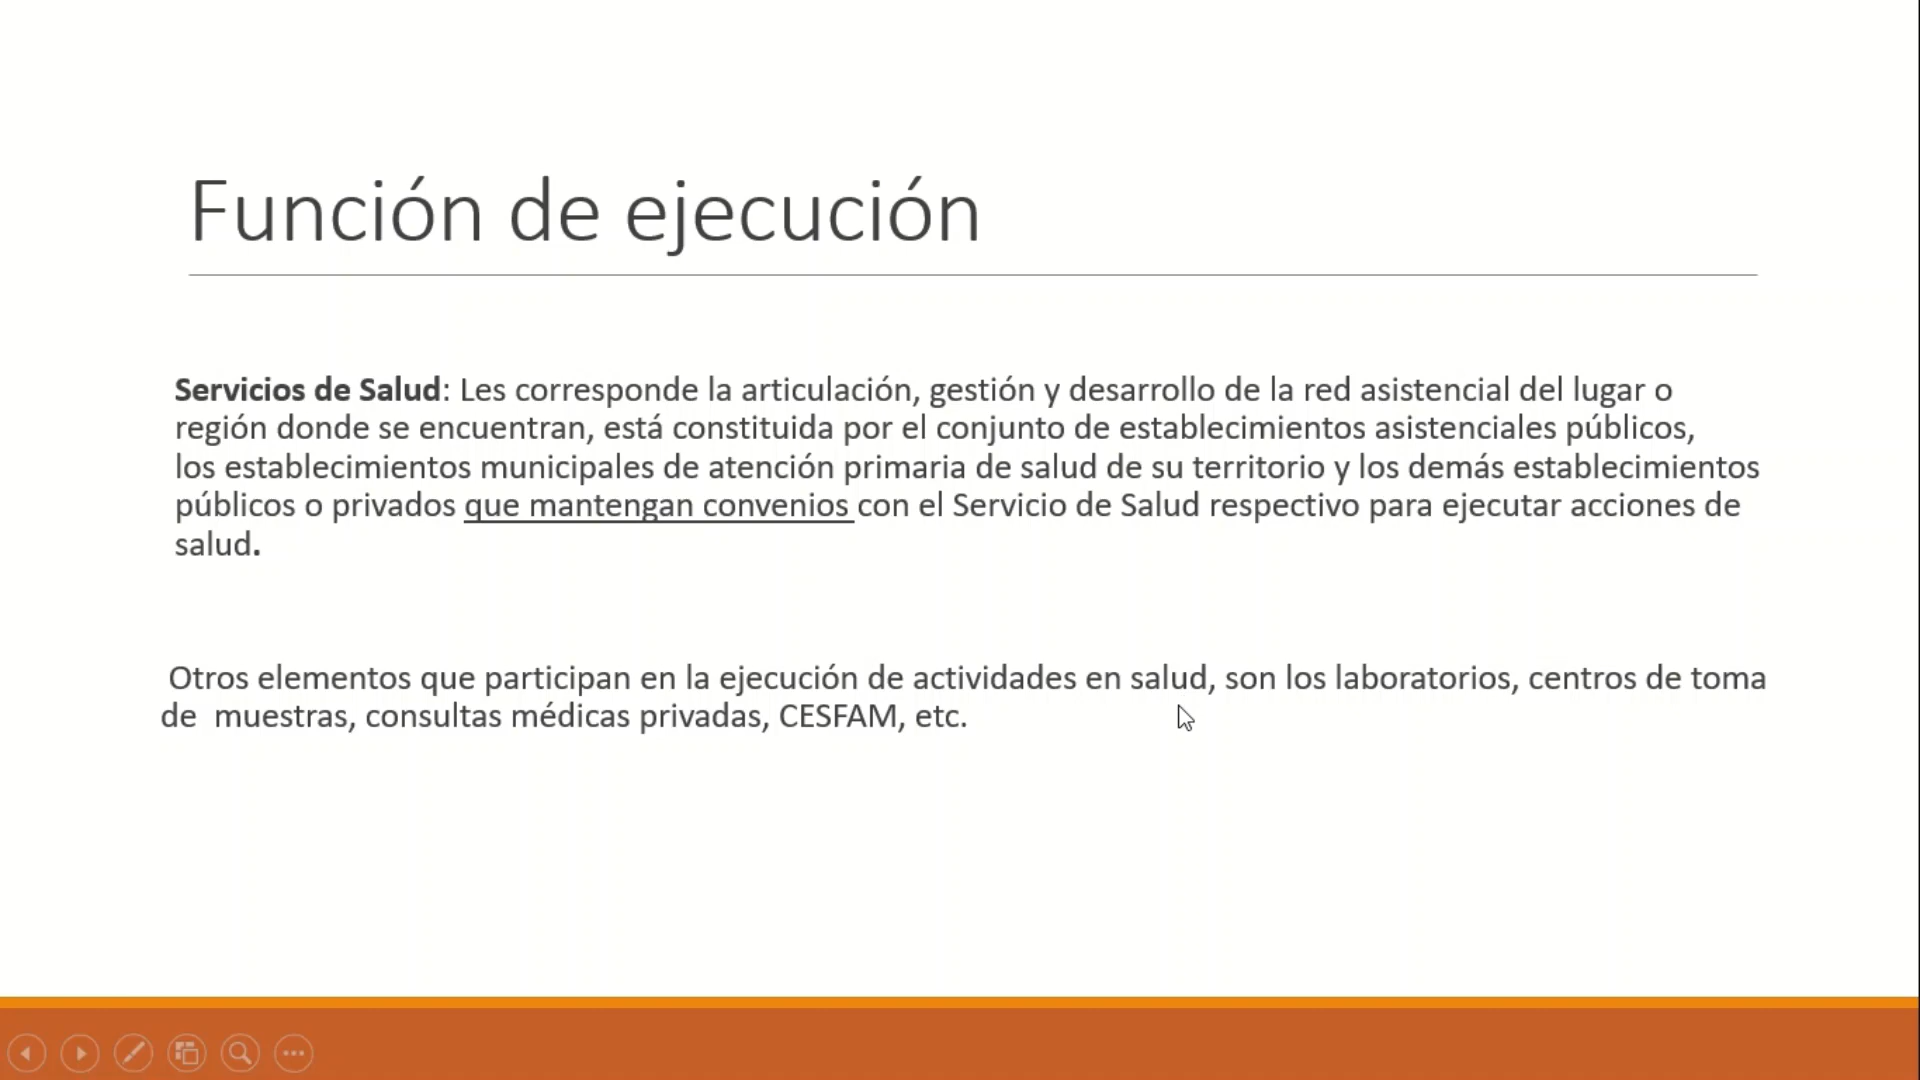 Función de ejecución
Servicios de Salud: Les corresponde la articulación, gestión y desarrollo de la red asistencial del lugar o
región donde se encuentran, está constituida por el conjunto de establecimientos asistenciales públicos,
los establecimientos municipales de atención primaria de salud de su territorio y los demás establecimientos
públicos o privados que mantengan convenios con el Servicio de Salud respectivo para ejecutar acciones de
salud.
Otros elementos que participan en la ejecución de actividades en salud, son los laboratorios, centros de toma
de  muestras, consultas médicas privadas, CESFAM, etc.